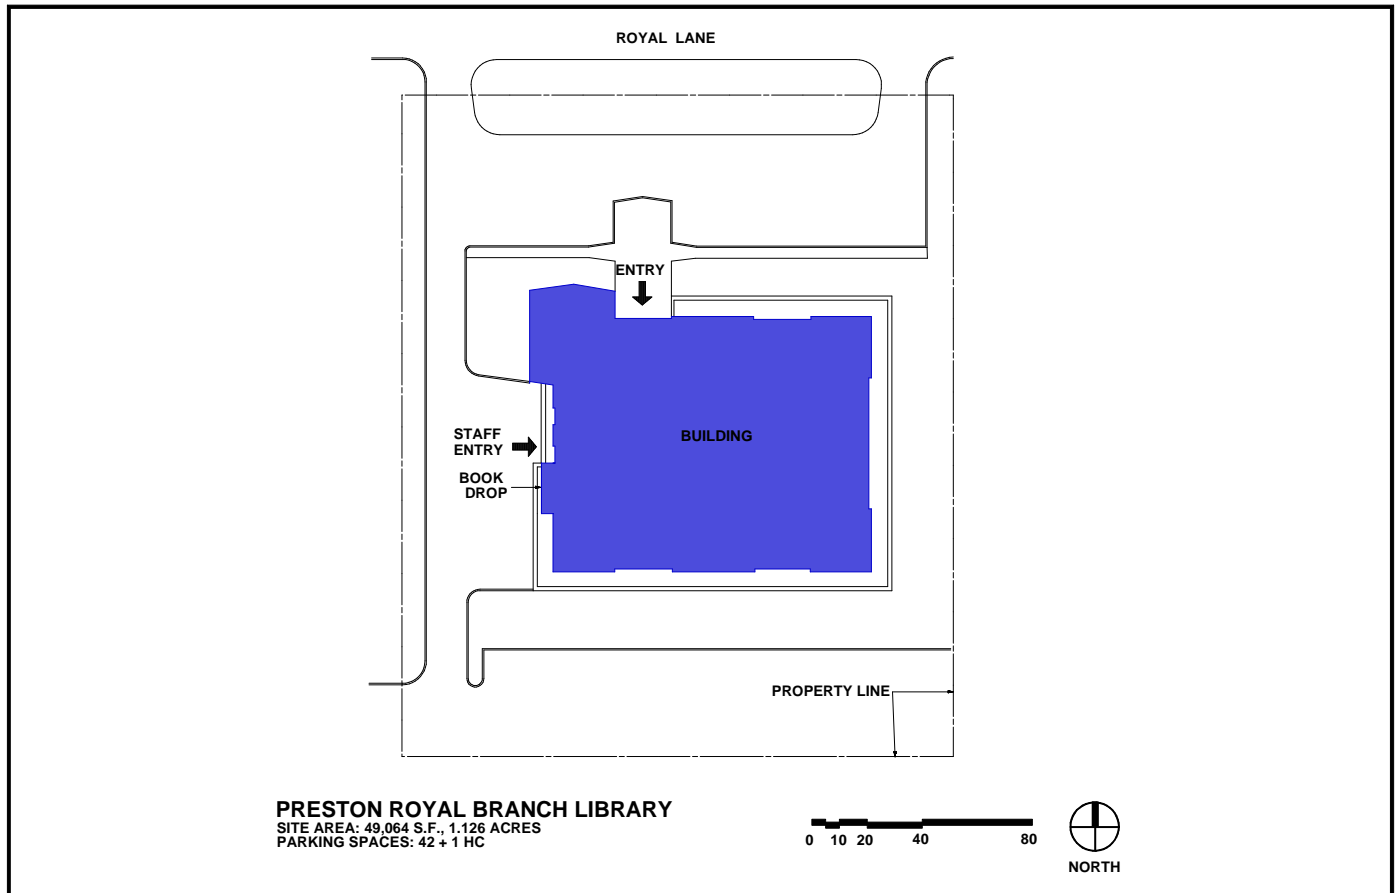 ROYAL LANE
ENTRY
STAFF
ENTRY
BUILDING
BOOK
DROP
PROPERTY LINE
PRESTON ROYAL BRANCH LIBRARY
SITE AREA: 49,064 S.F., 1.126 ACRES
PARKING SPACES: 42 + 1 HC
0 10 20 40 80
NORTH